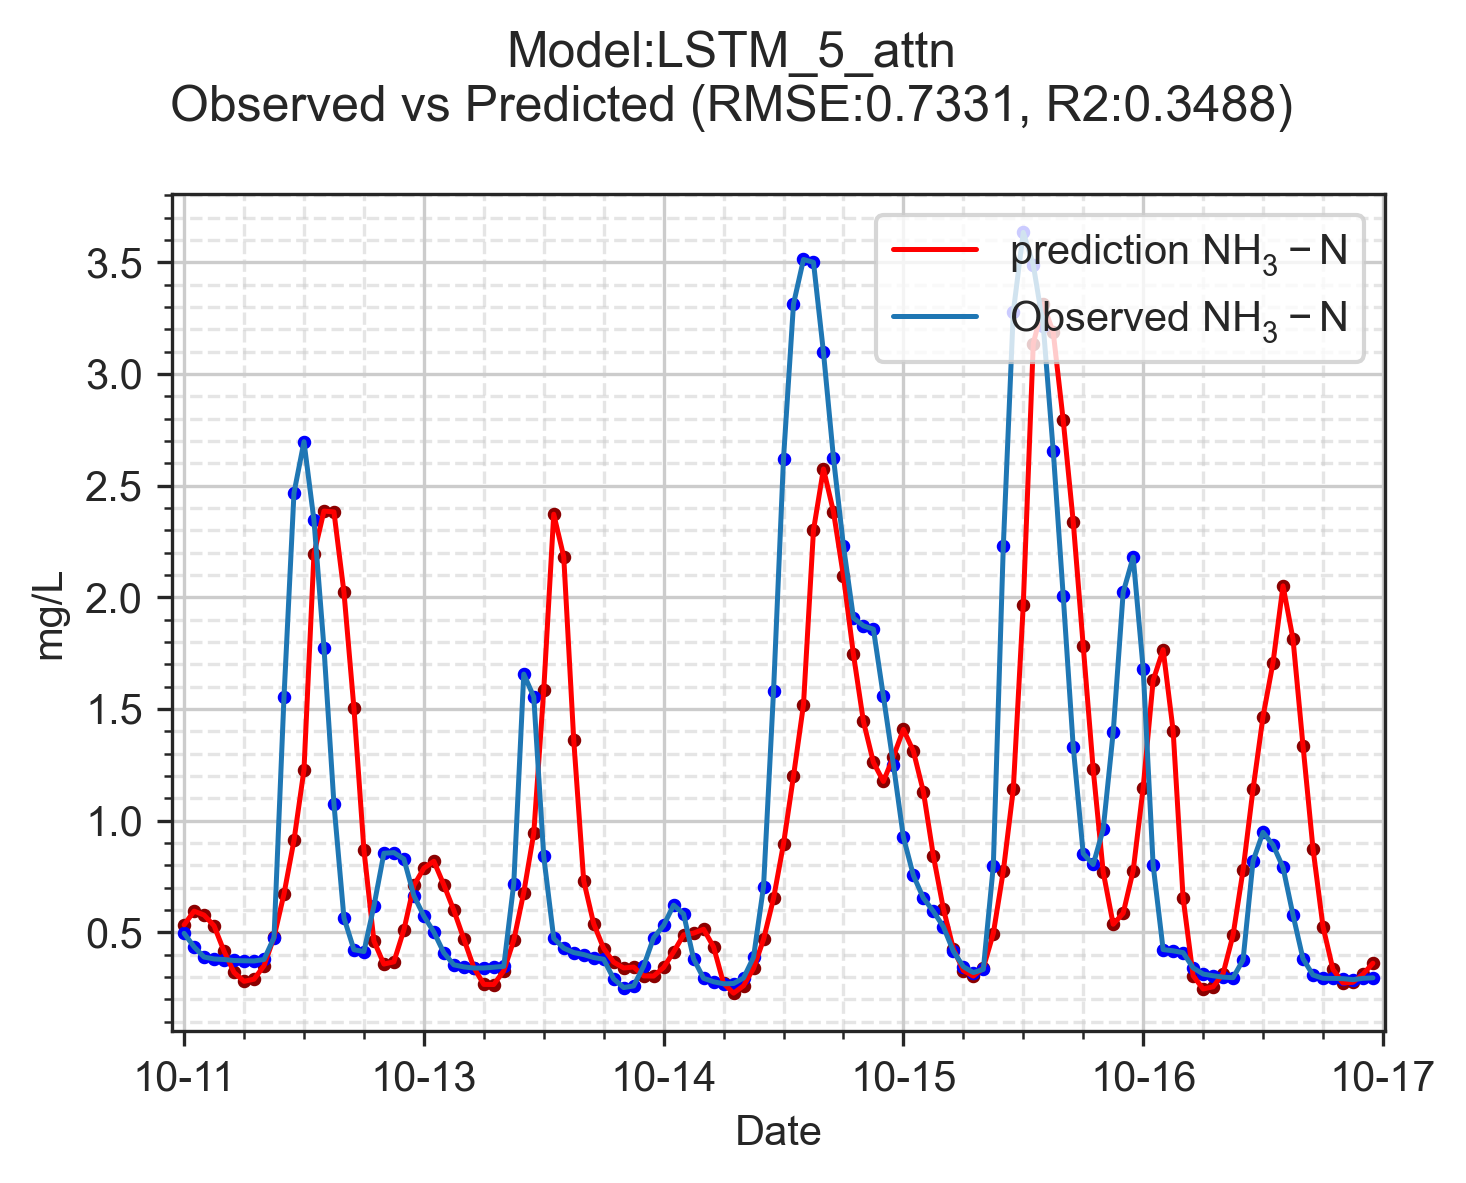 Model:LSTM_5_attn
Observed vs Predicted (RMSE:0.7331, R2:0.3488)
prediction NH₃ − N
Observed NH₃ − N
3.5
3.0
2.5
2.0
1.5
1.0
0.5
mg/L
10-11 10-13 10-14 10-15 10-16 10-17
Date